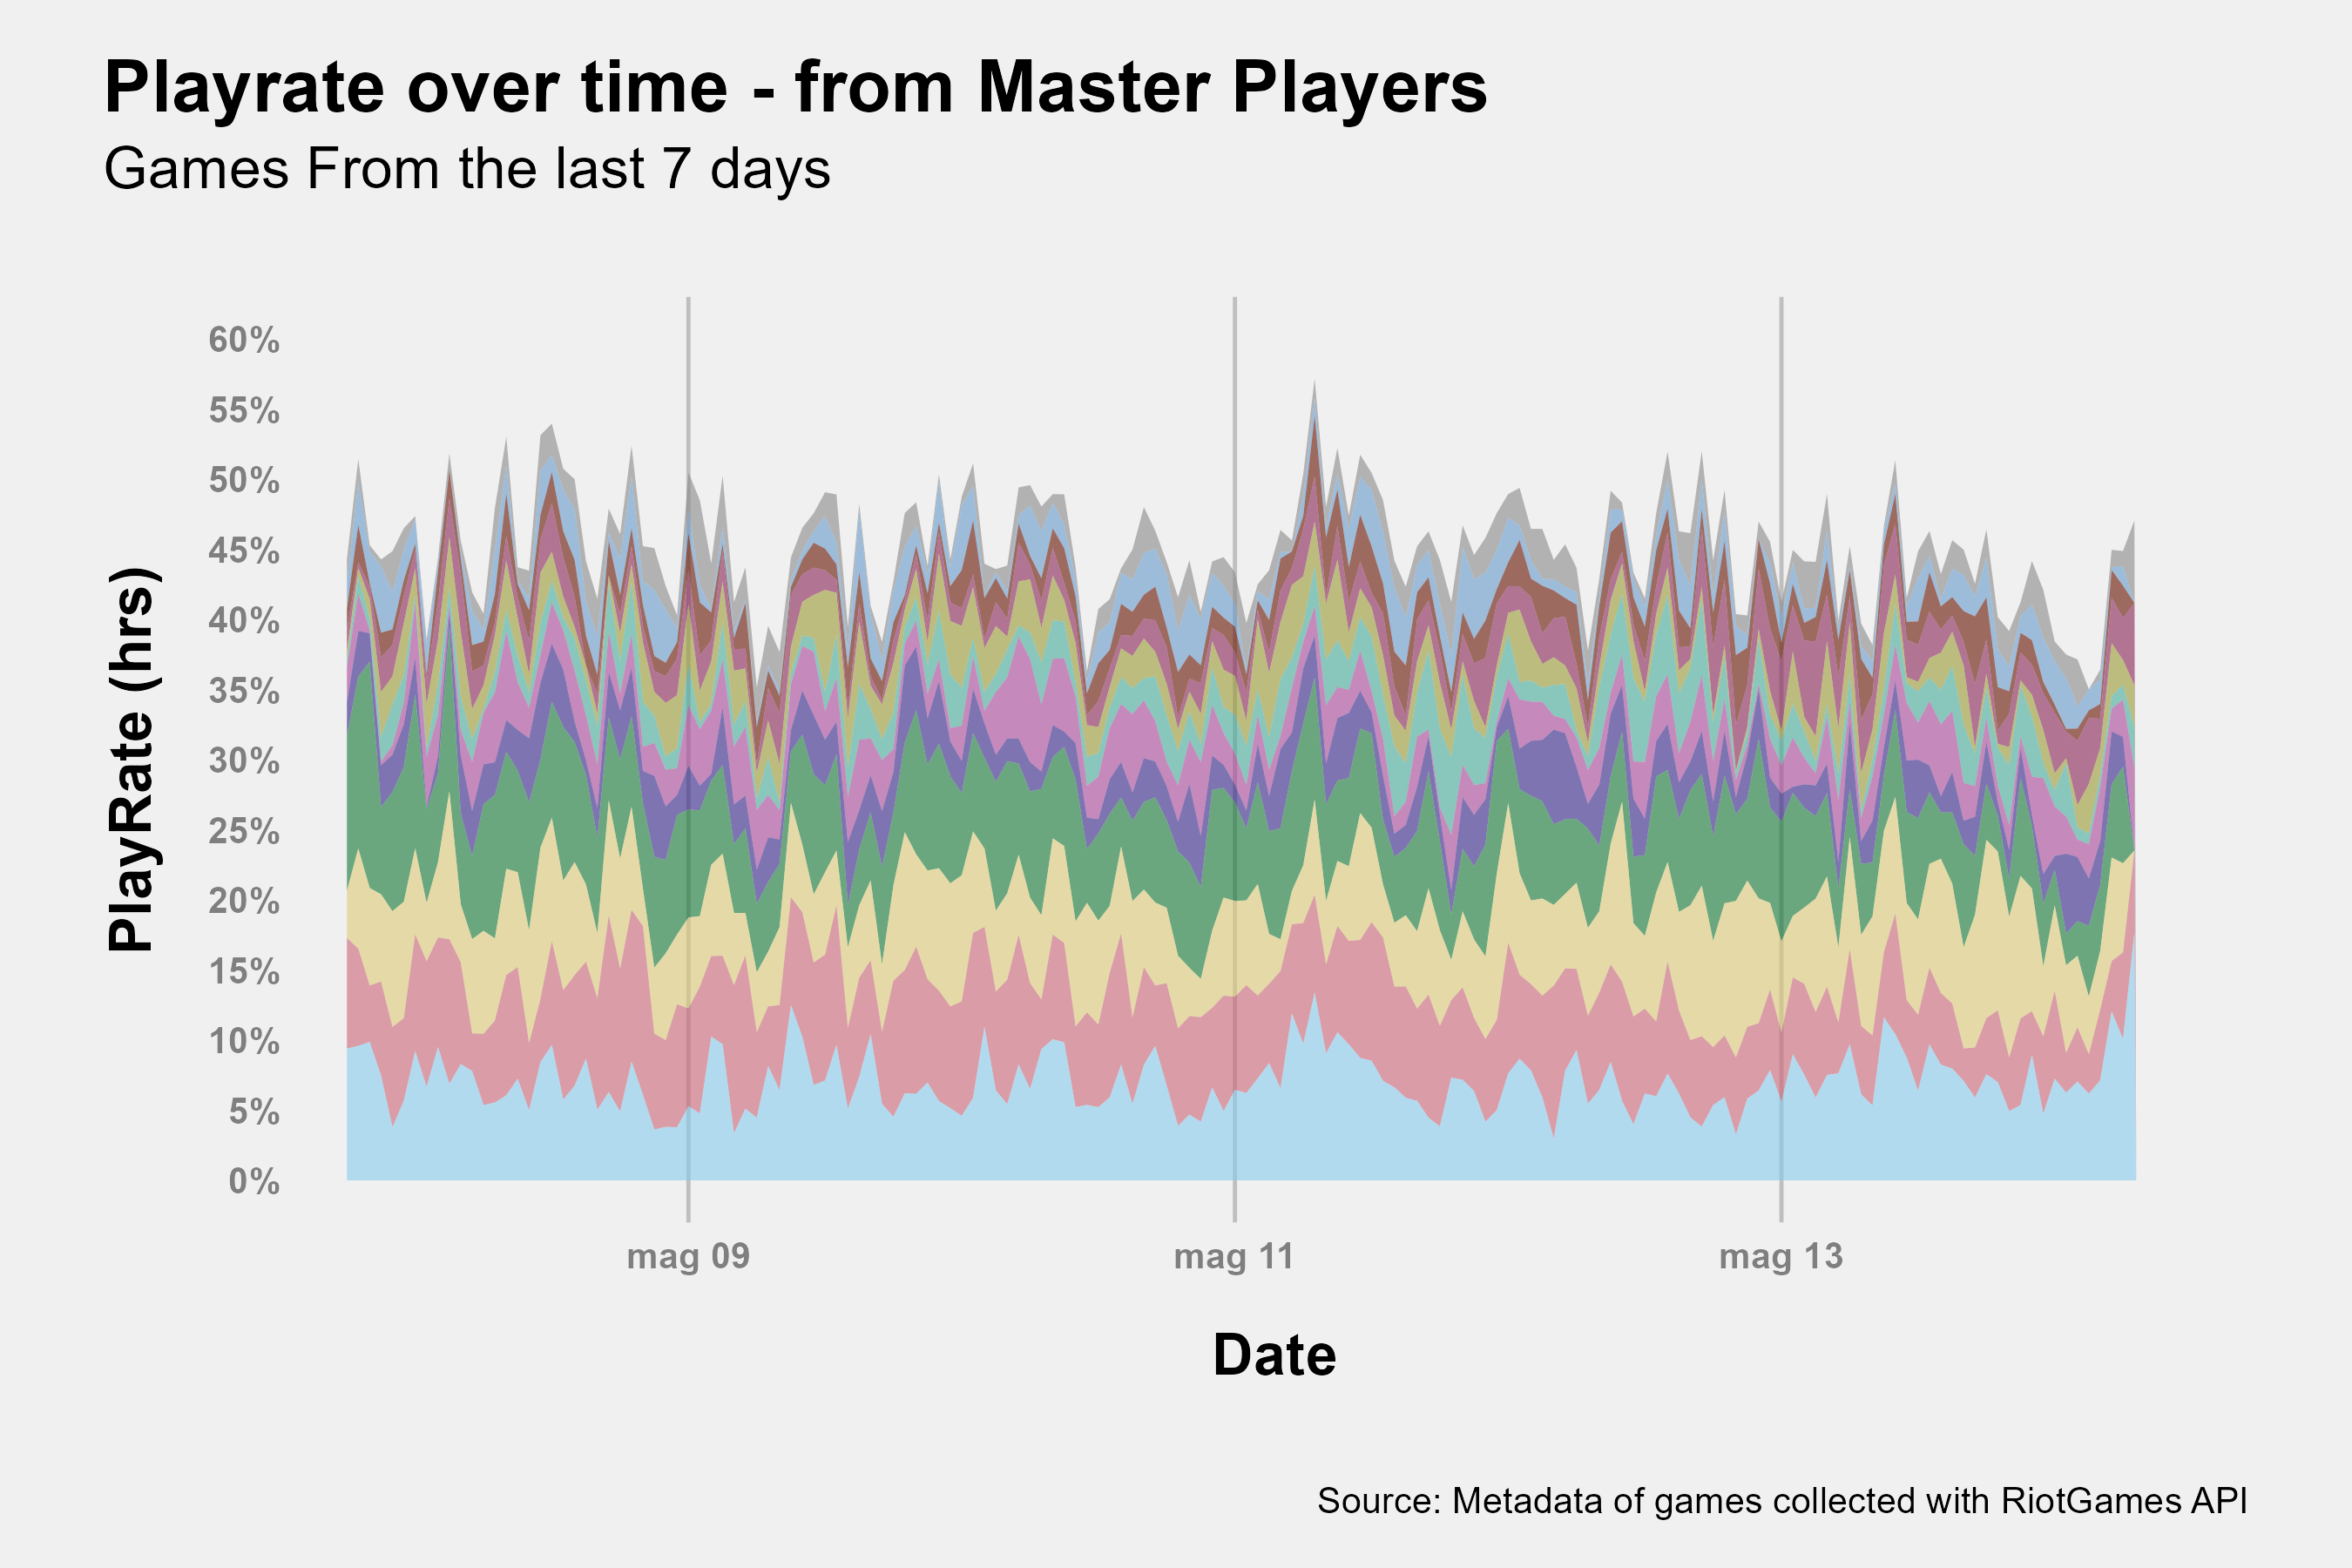 Playrate over time - from Master Players
Games From the last 7 days
60%
55%
50%
45%
40%
35%
30%
25%
20%
15%
10%
5%
0%
PlayRate (hrs)
mag 09
mag 11
mag 13
Date
Source: Metadata of games collected with RiotGames API